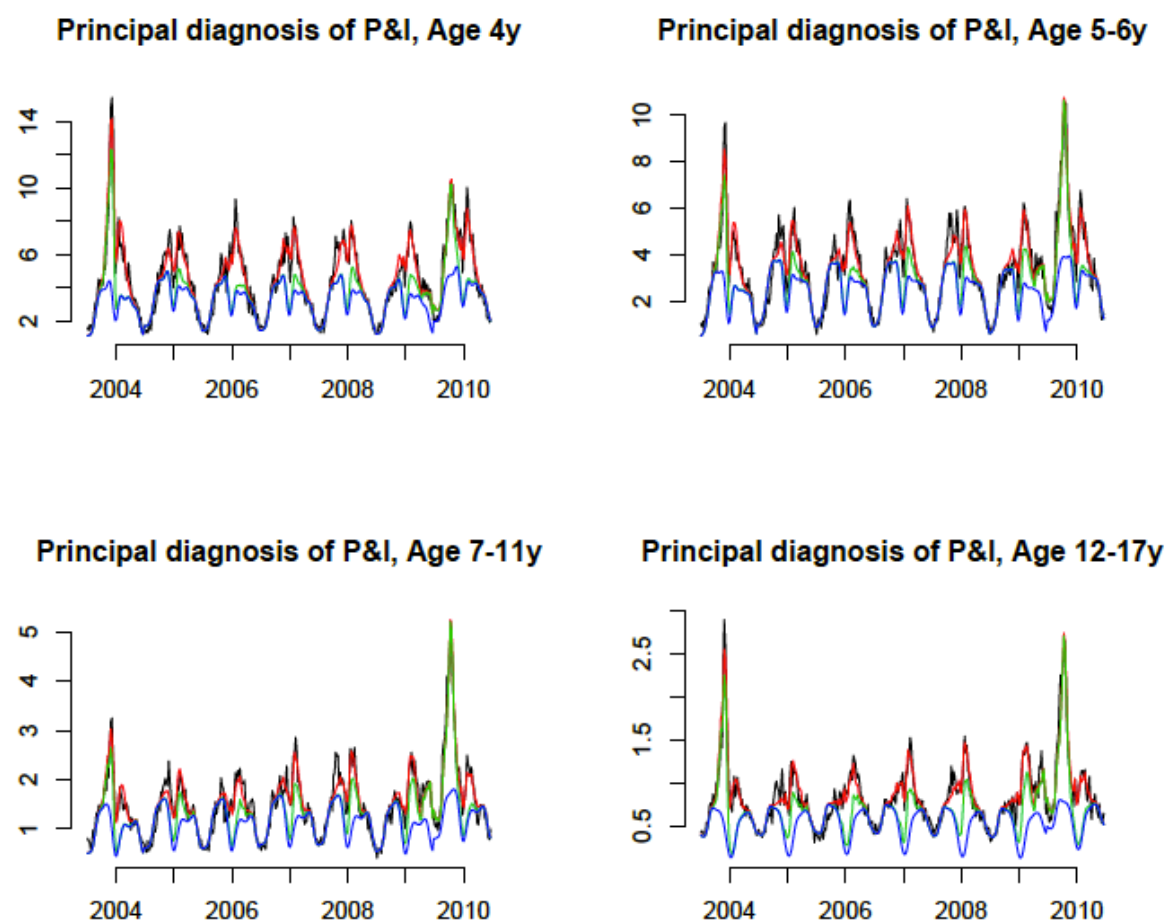 Principal diagnosis of P&I, Age 4y
14
10
6
2
2004 2006 2008 2010
Principal diagnosis of P&I, Age 5-6y
10
8
6
4
2
2004 2006 2008 2010
Principal diagnosis of P&I, Age 7-11y
5
4
3
2
1
2004 2006 2008 2010
Principal diagnosis of P&I, Age 12-17y
2.5
1.5
0.5
2004 2006 2008 2010